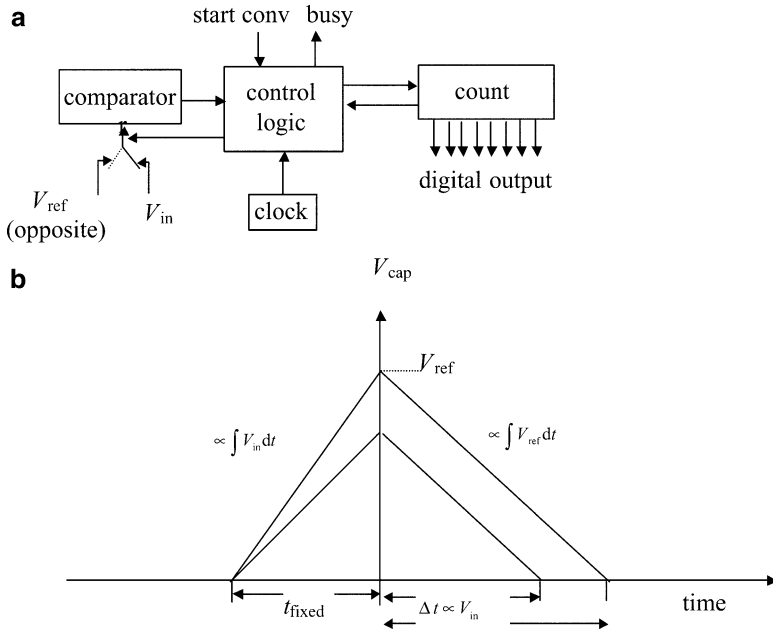 a
start conv busy
comparator
control
logic
count
digital output
V_ref
(opposite)
V_in
clock
b
V_cap
V_ref
∝ ∫ V_in dt
∝ ∫ V_ref dt
t_fixed
Δ t ∝ V_in
time